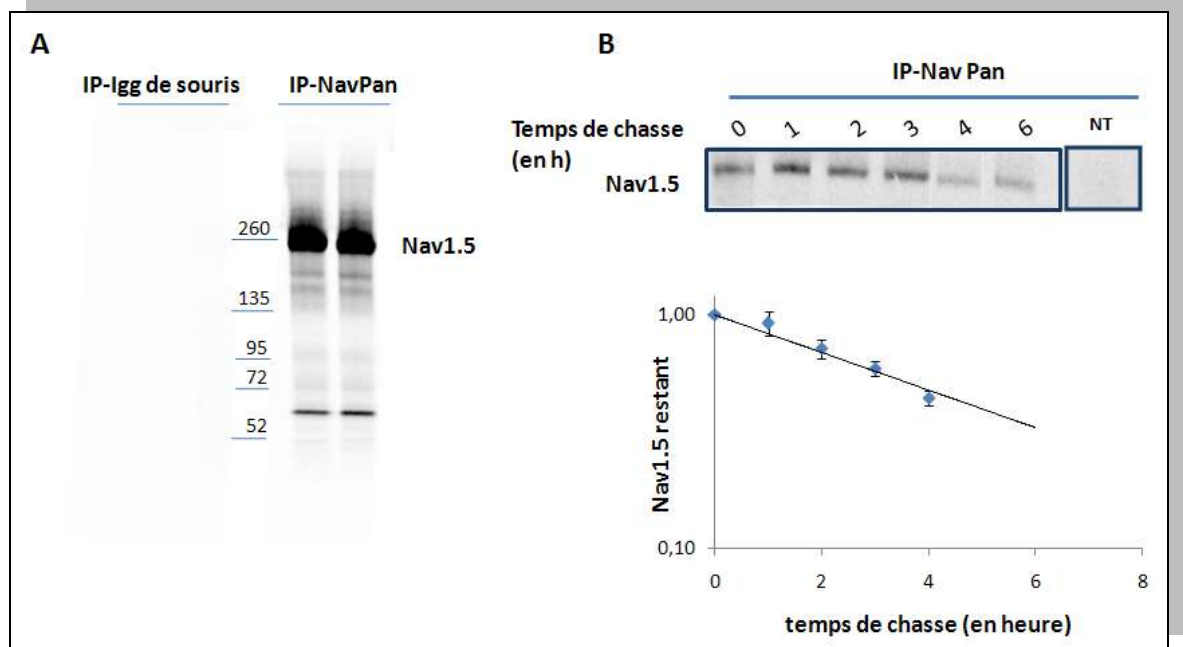 A
IP-Igg de souris
IP-NavPan
260
Nav1.5
135
95
72
52
B
IP-Nav Pan
Temps de chasse
(en h)
0 1 2 3 4 6 NT
Nav1.5
1,00
0,10
Nav1.5 restant
0 2 4 6 8
temps de chasse (en heure)